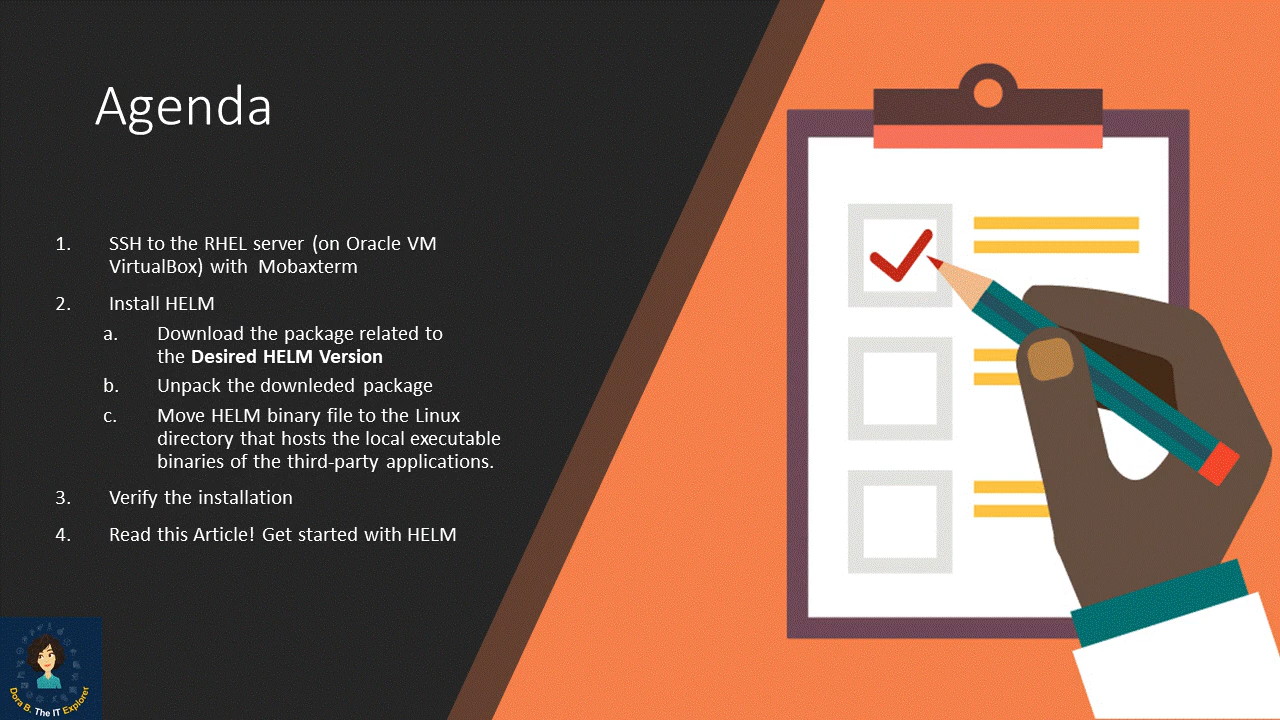 Agenda
1. SSH to the RHEL server (on Oracle VM
VirtualBox) with Mobaxterm
2. Install HELM
a. Download the package related to
the Desired HELM Version
b. Unpack the downleded package
c. Move HELM binary file to the Linux
directory that hosts the local executable
binaries of the third-party applications.
3. Verify the installation
4. Read this Article! Get started with HELM
Dora B. The IT Explorer